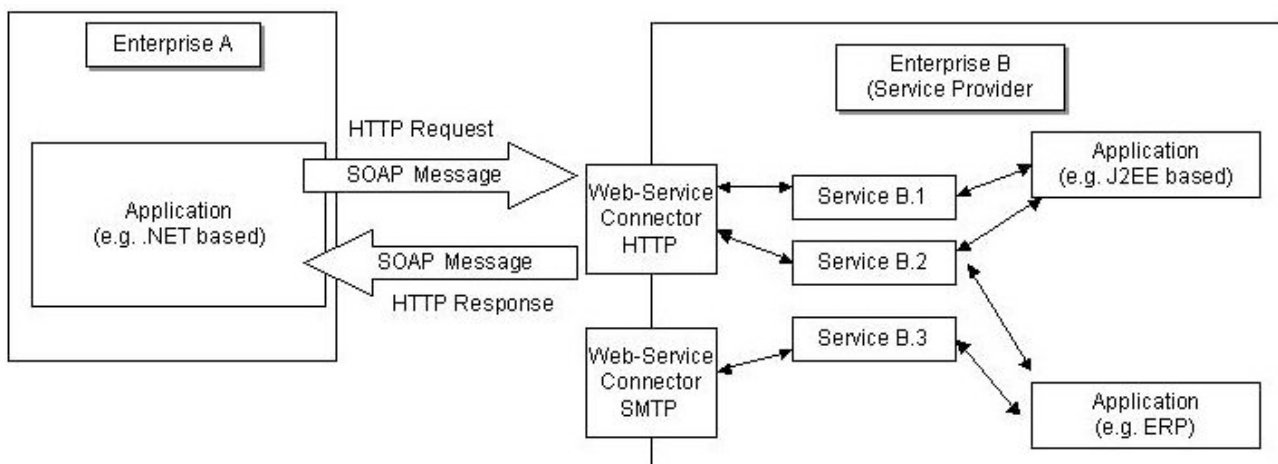 Enterprise A
Enterprise B
(Service Provider
HTTP Request
SOAP Message
Application
(e.g. .NET based)
SOAP Message
HTTP Response
Web-Service
Connector
HTTP
Service B.1
Service B.2
Application
(e.g. J2EE based)
Web-Service
Connector
SMTP
Service B.3
Application
(e.g. ERP)